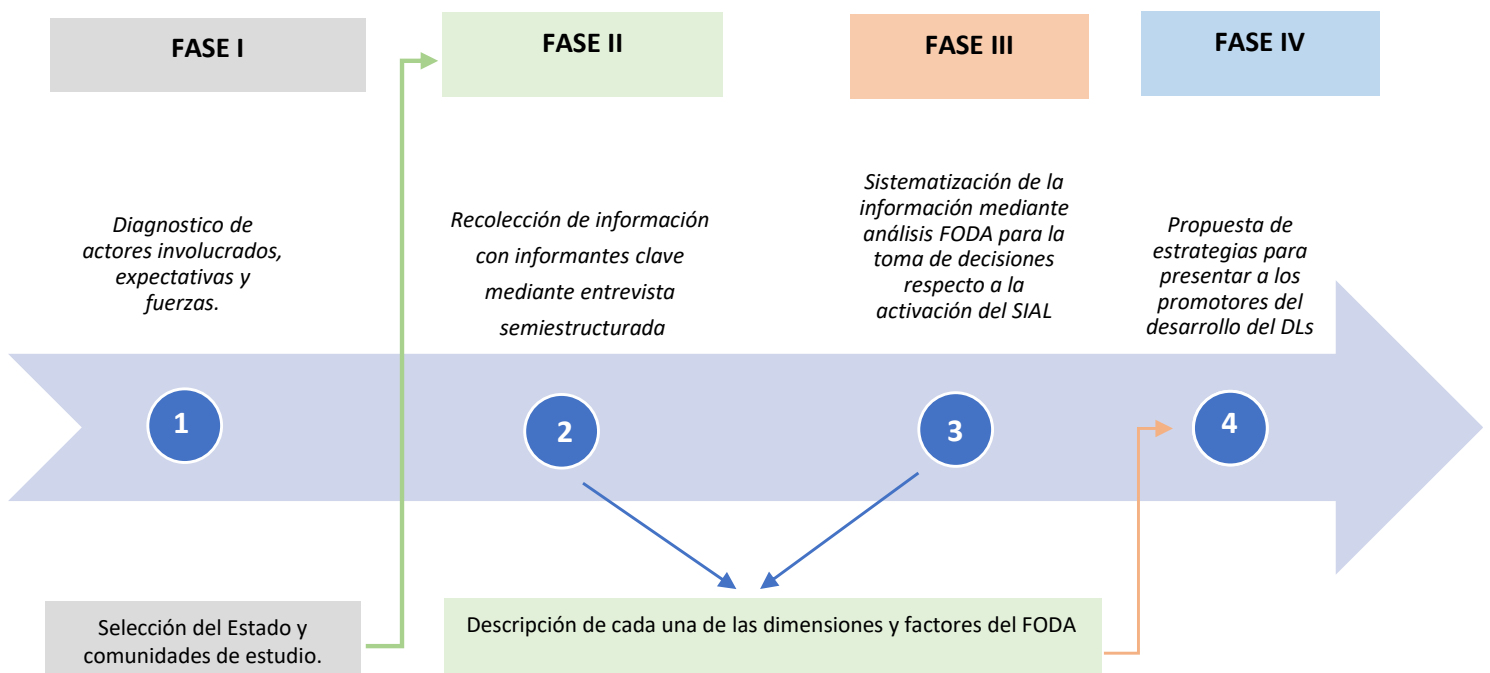 FASE I
FASE II
FASE III
FASE IV
Diagnostico de
actores involucrados,
expectativas y
fuerzas.
Recolección de información
con informantes clave
mediante entrevista
semiestructurada
Sistematización de la
información mediante
análisis FODA para la
toma de decisiones
respecto a la
activación del SIAL
Propuesta de
estrategias para
presentar a los
promotores del
desarrollo del DLs
1
2
3
4
Selección del Estado y
comunidades de estudio.
Descripción de cada una de las dimensiones y factores del FODA